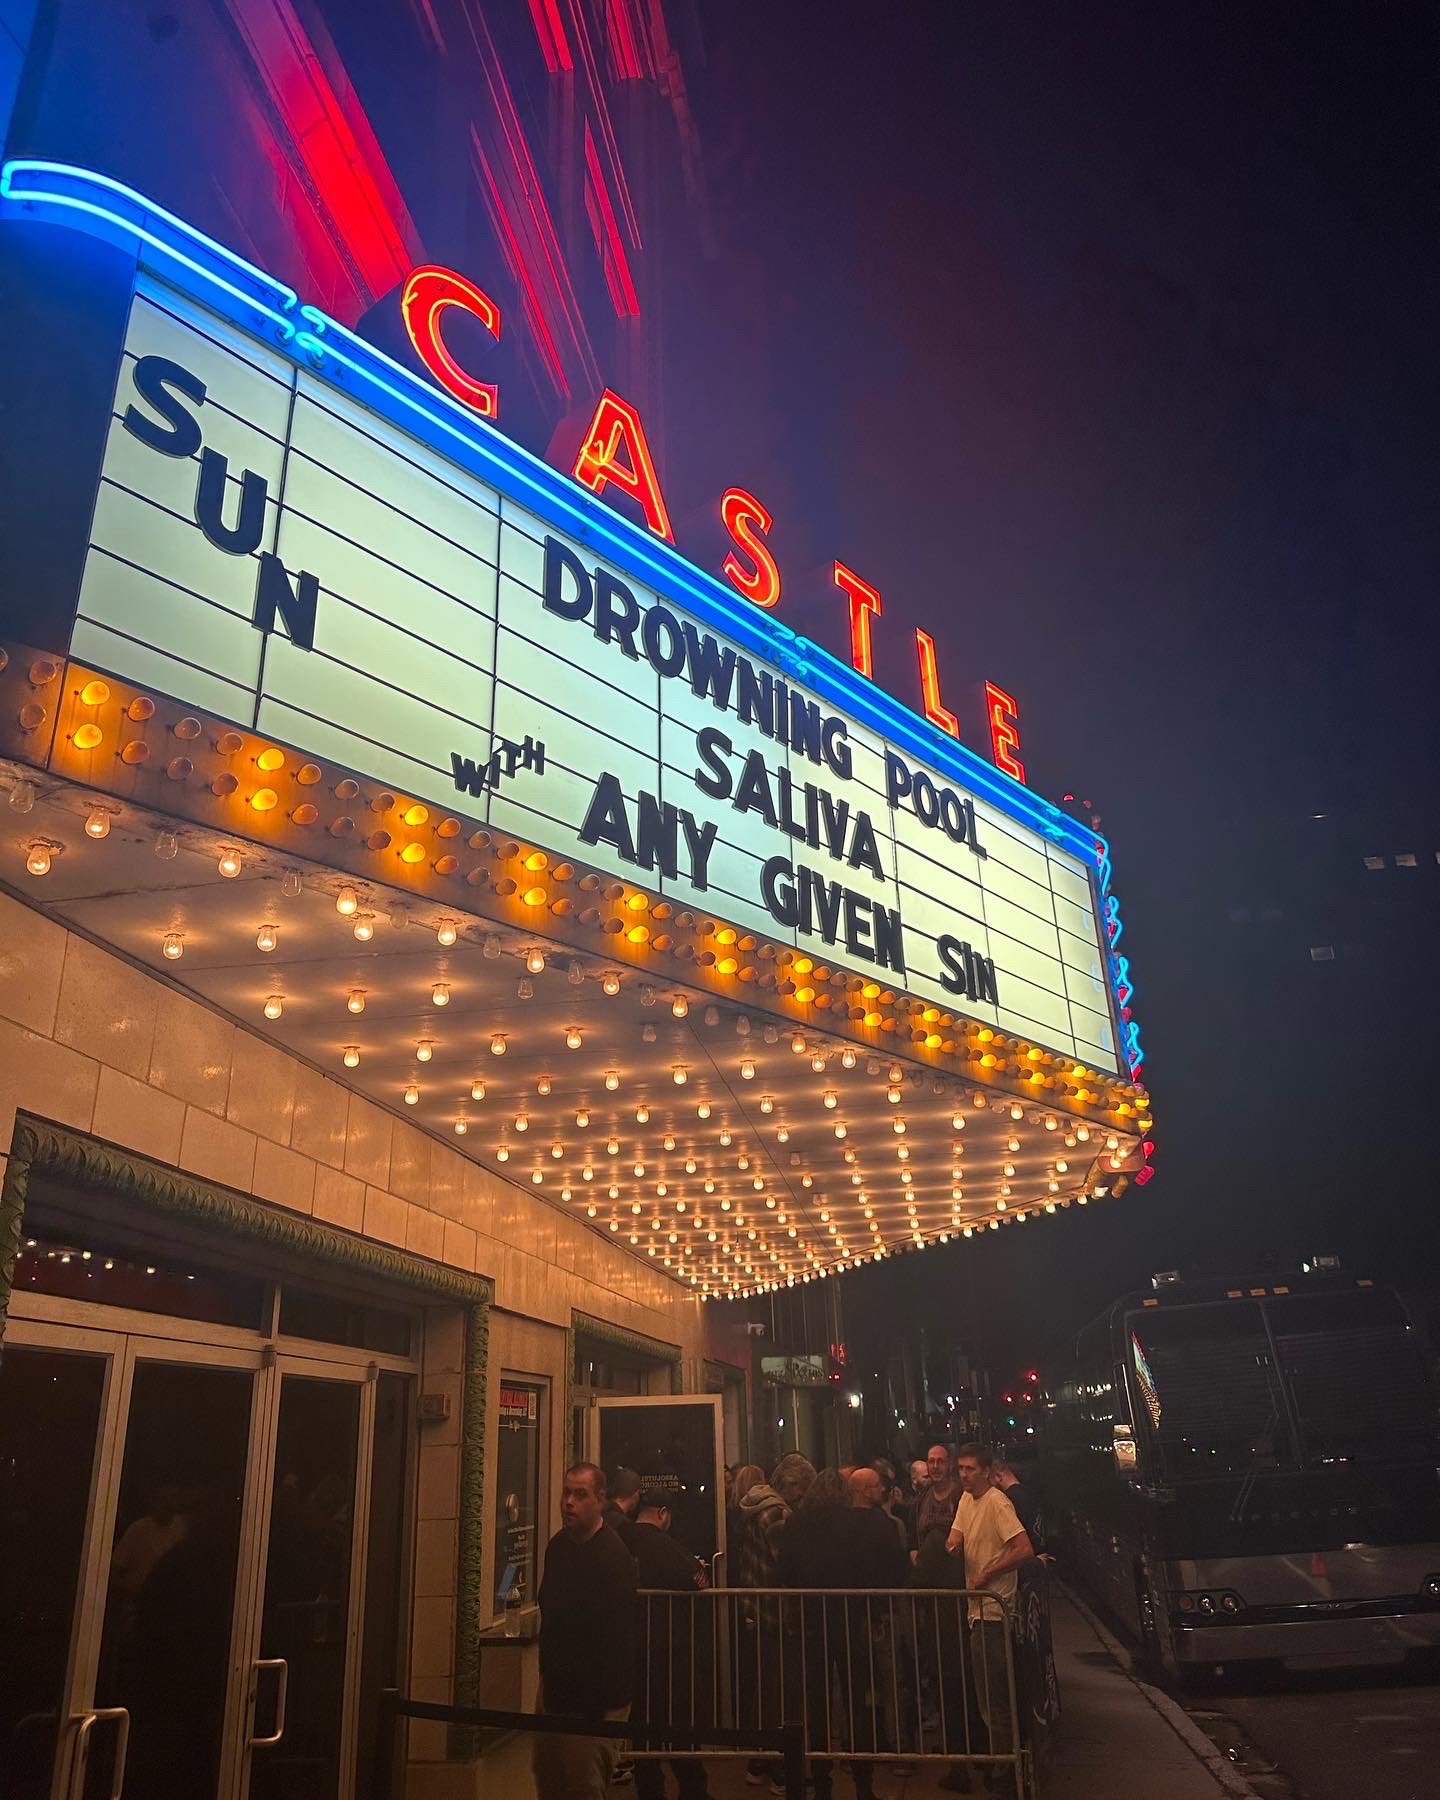 CASTLE
SUN
DROWNING POOL
SALIVA
WITH ANY GIVEN SIN